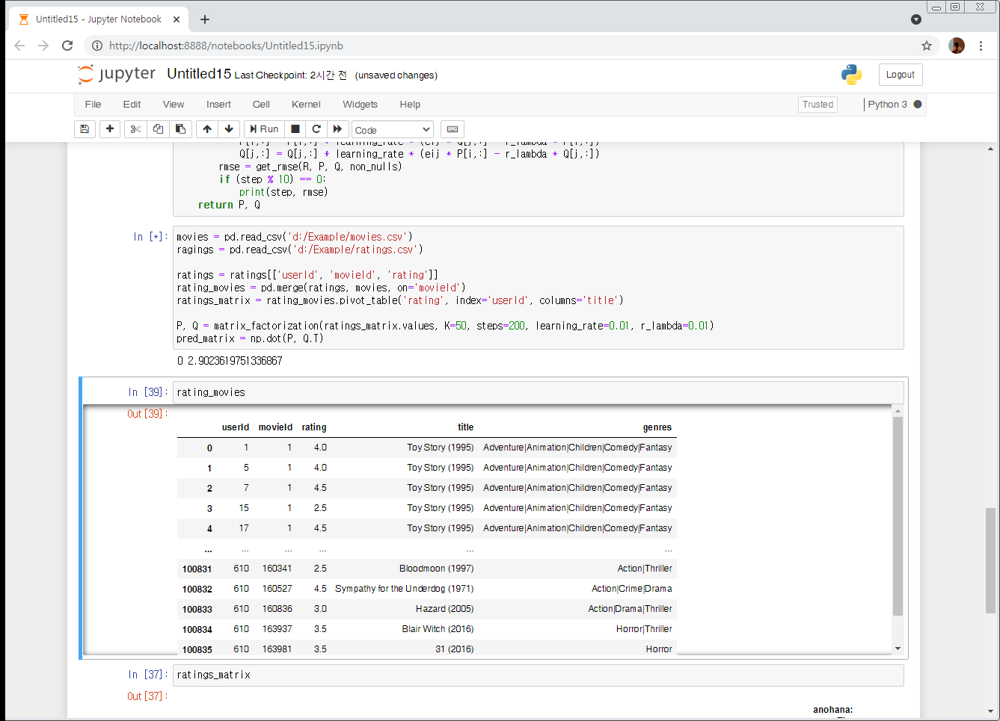 Untitled15 - Jupyter Notebook
http://localhost:8888/notebooks/Untitled15.ipynb
jupyter Untitled15 Last Checkpoint: 2시간 전 (unsaved changes)
Logout
File Edit View Insert Cell Kernel Widgets Help
Trusted Python 3
Run Code
Q[j,:] = Q[j,:] + learning_rate * (eij * P[i,:] - r_lambda * Q[j,:])
rmse = get_rmse(R, P, Q, non_nulls)
if (step % 10) == 0:
print(step, rmse)
return P, Q
In [*]: movies = pd.read_csv('d:/Example/movies.csv')
ragings = pd.read_csv('d:/Example/ratings.csv')
ratings = ratings[['userId', 'movieId', 'rating']]
rating_movies = pd.merge(ratings, movies, on='movieId')
ratings_matrix = rating_movies.pivot_table('rating', index='userId', columns='title')
P, Q = matrix_factorization(ratings_matrix.values, K=50, steps=200, learning_rate=0.01, r_lambda=0.01)
pred_matrix = np.dot(P, Q.T)
0 2.9023619751336867
In [39]: rating_movies
Out[39]:
userId movieId rating title genres
0 1 1 4.0 Toy Story (1995) Adventure|Animation|Children|Comedy|Fantasy
1 5 1 4.0 Toy Story (1995) Adventure|Animation|Children|Comedy|Fantasy
2 7 1 4.5 Toy Story (1995) Adventure|Animation|Children|Comedy|Fantasy
3 15 1 2.5 Toy Story (1995) Adventure|Animation|Children|Comedy|Fantasy
4 17 1 4.5 Toy Story (1995) Adventure|Animation|Children|Comedy|Fantasy
... ... ... ... ... ...
100831 610 160341 2.5 Bloodmoon (1997) Action|Thriller
100832 610 160527 4.5 Sympathy for the Underdog (1971) Action|Crime|Drama
100833 610 160836 3.0 Hazard (2005) Action|Drama|Thriller
100834 610 163937 3.5 Blair Witch (2016) Horror|Thriller
100835 610 163981 3.5 31 (2016) Horror
In [37]: ratings_matrix
Out[37]:
anohana: